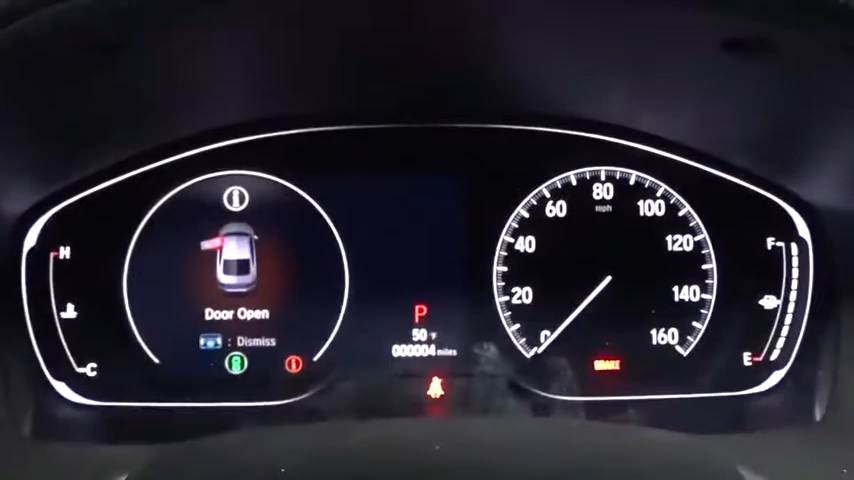 i
Door Open
: Dismiss
i
H
C
P
50 °F
000004 miles
0
20
40
60
80
100
120
140
160
mph
BRAKE
F
E